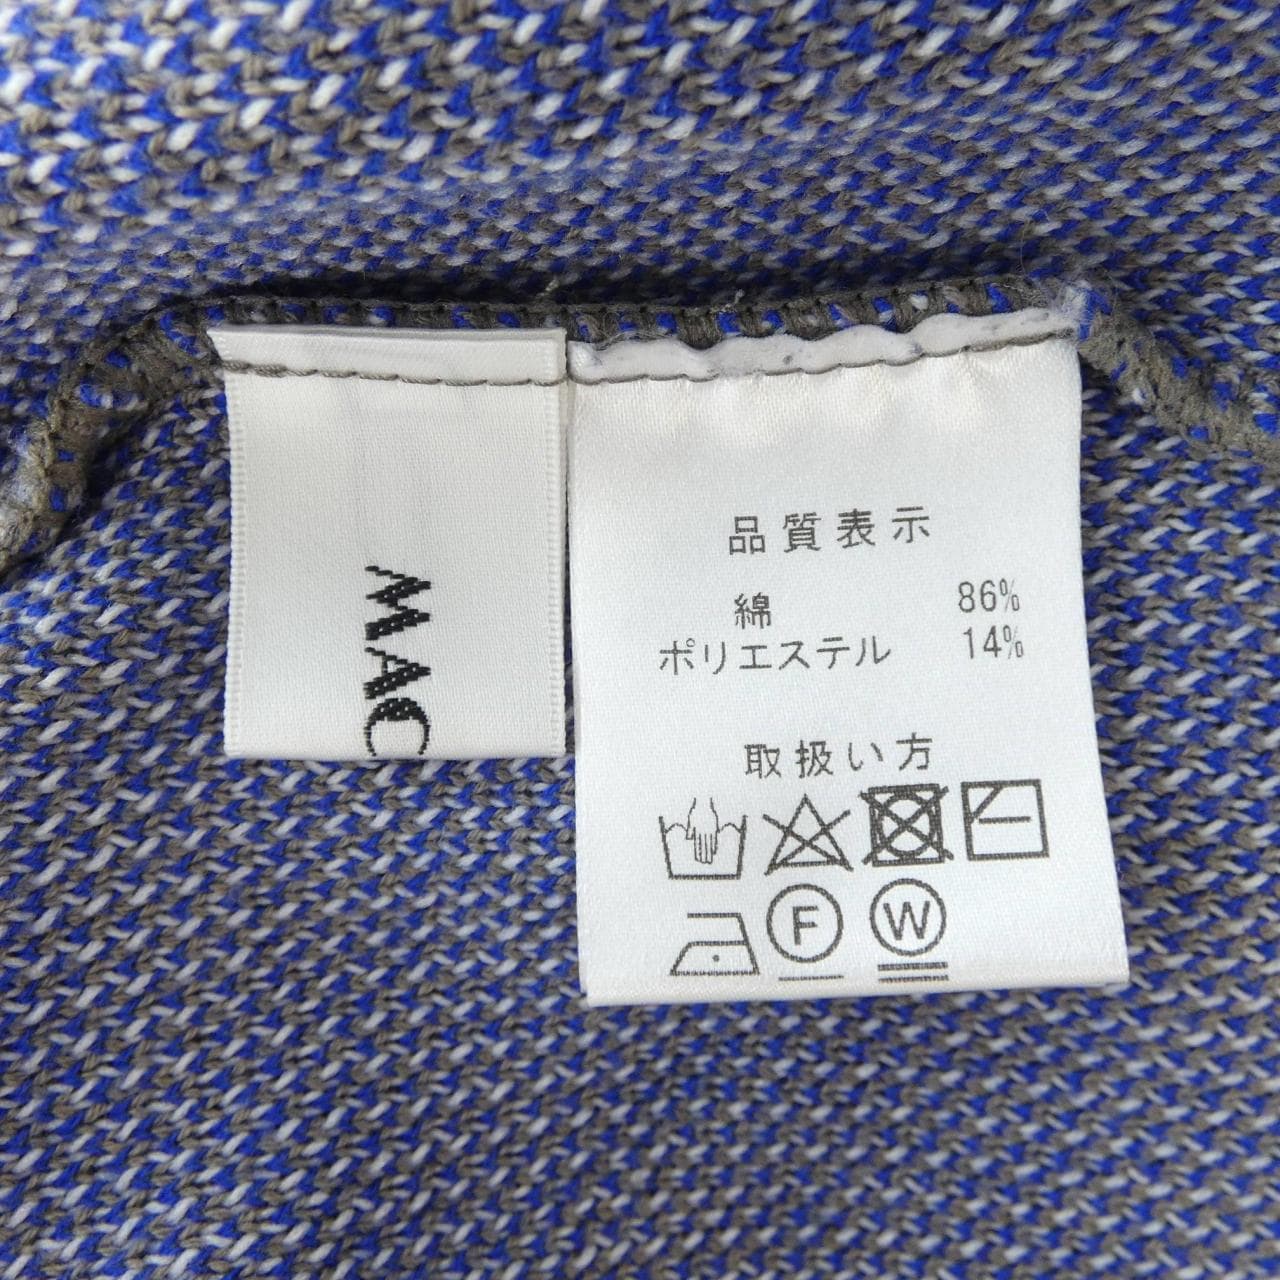 MAC
品質表示
綿 86%
ポリエステル 14%
取扱い方
F W